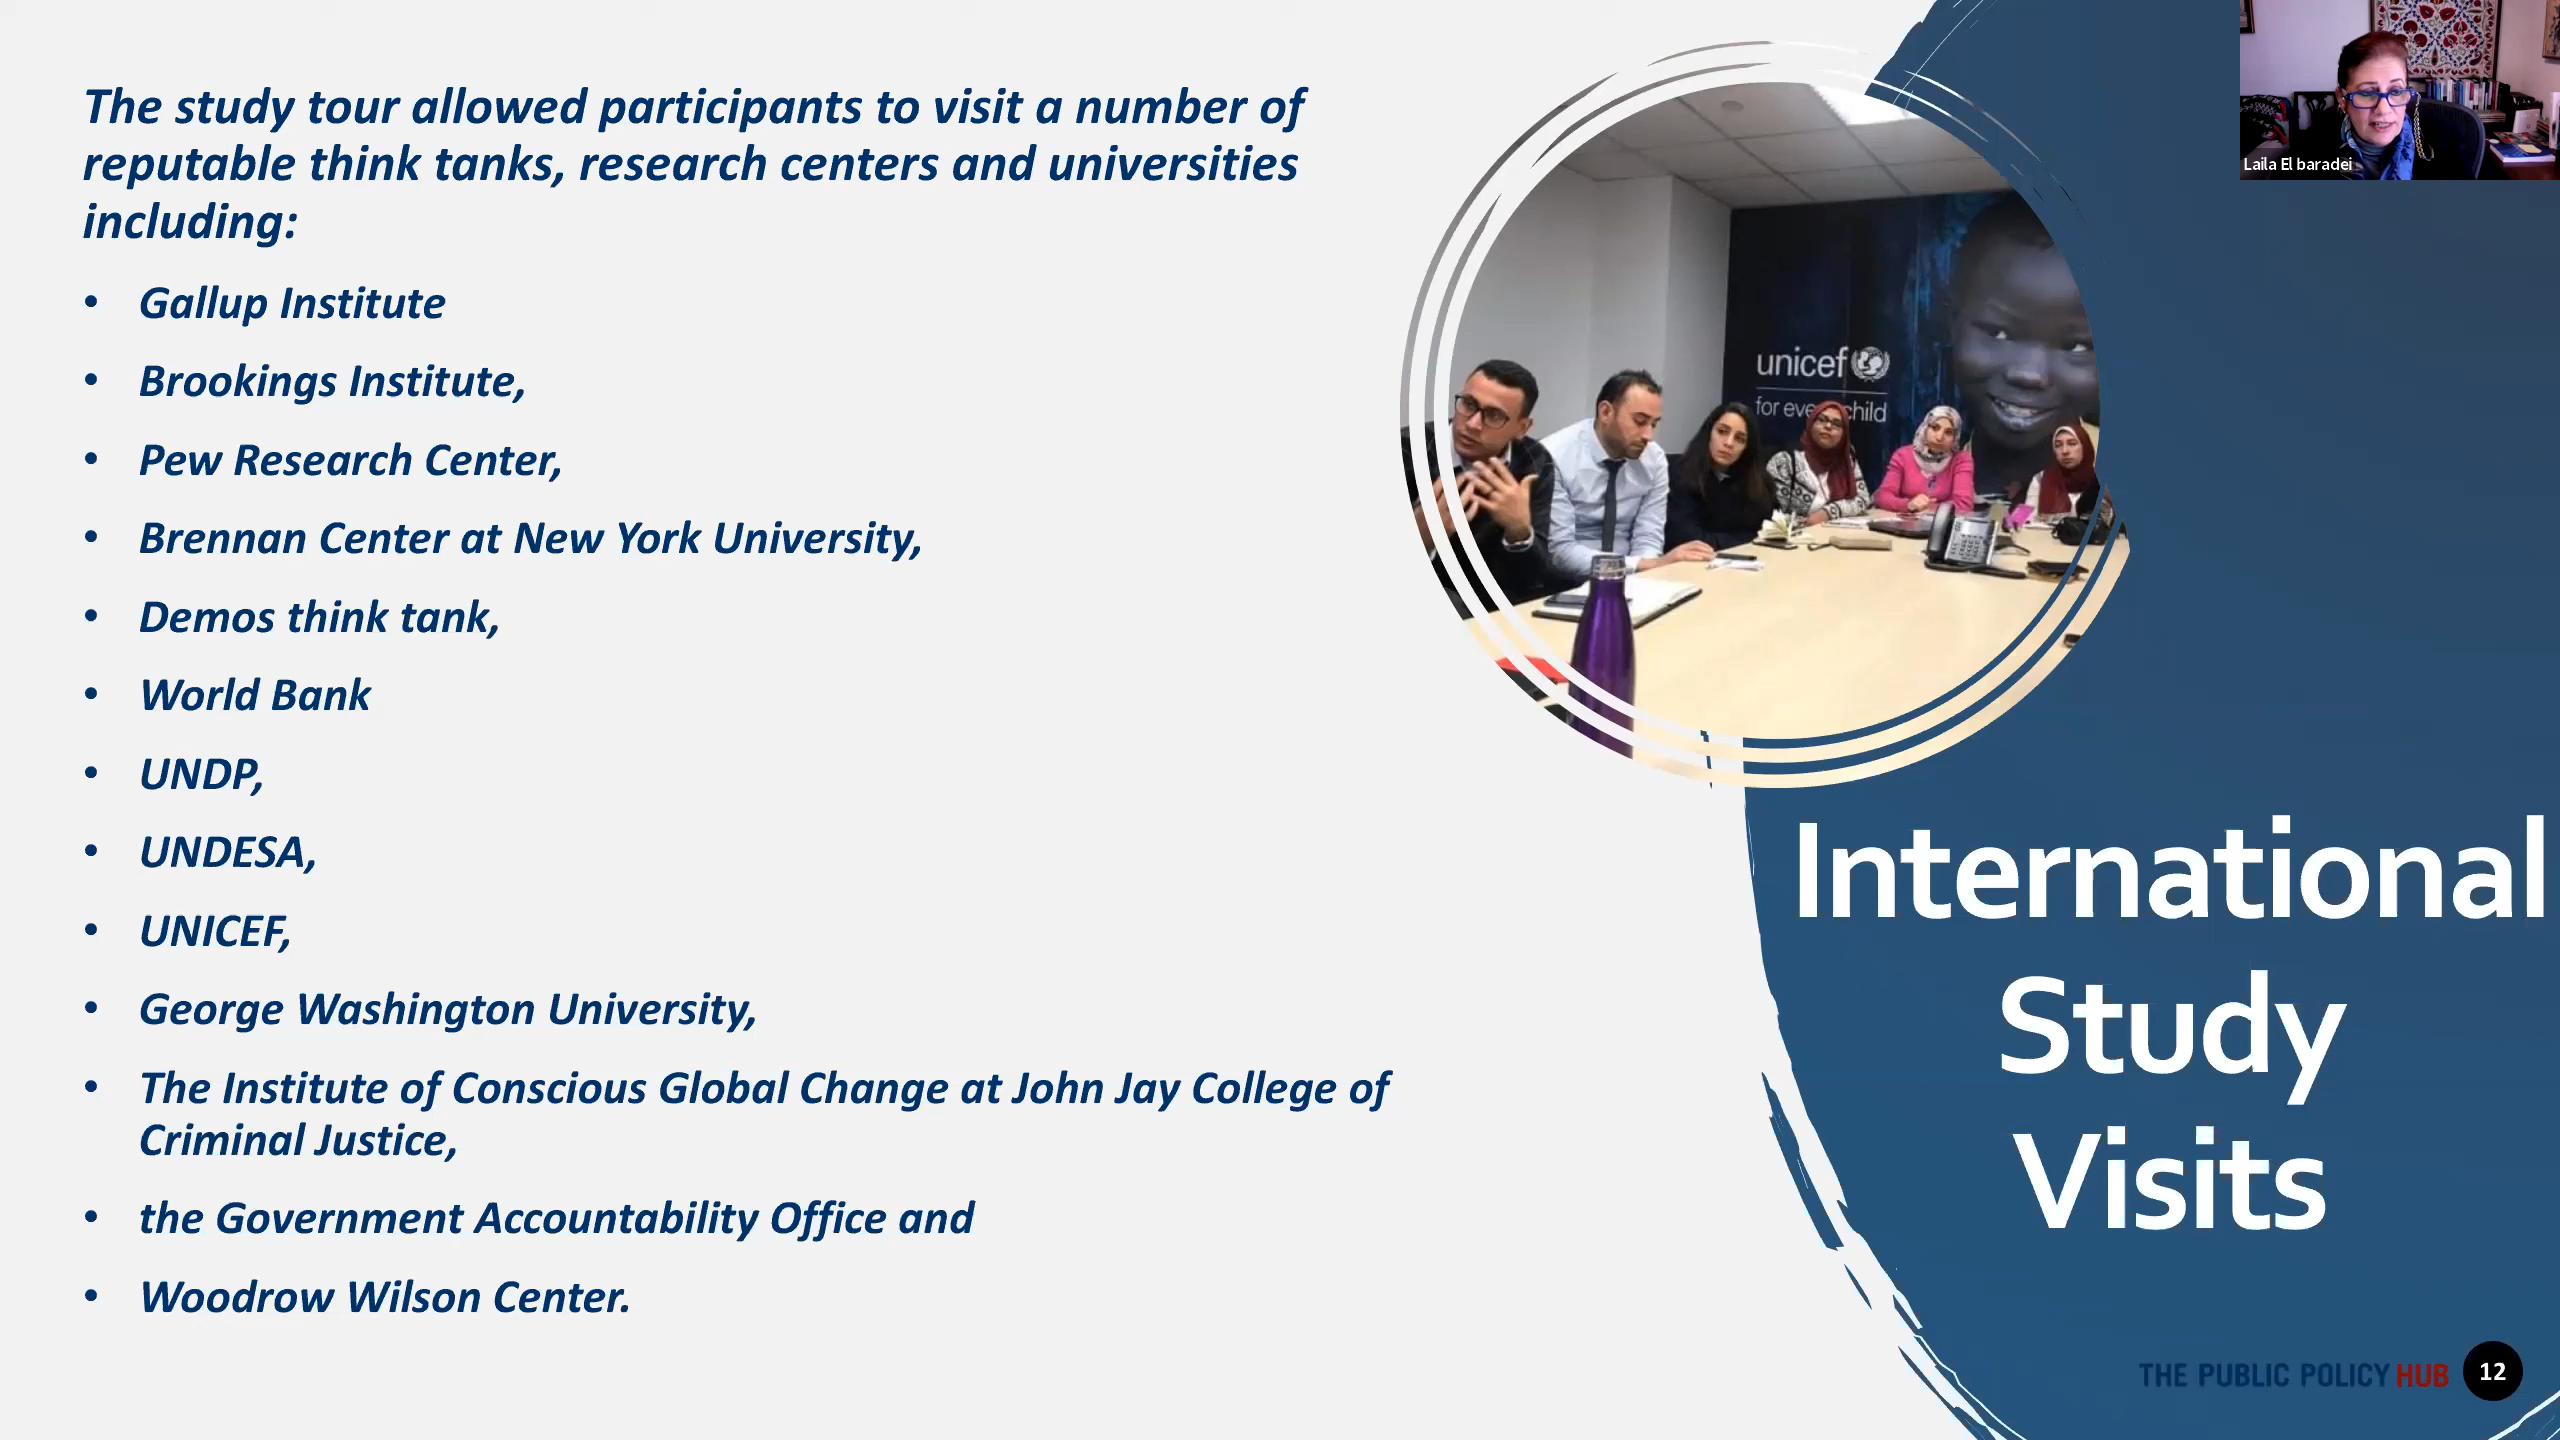 The study tour allowed participants to visit a number of
reputable think tanks, research centers and universities
including:
• Gallup Institute
• Brookings Institute,
• Pew Research Center,
• Brennan Center at New York University,
• Demos think tank,
• World Bank
• UNDP,
• UNDESA,
• UNICEF,
• George Washington University,
• The Institute of Conscious Global Change at John Jay College of
Criminal Justice,
• the Government Accountability Office and
• Woodrow Wilson Center.
unicef
for eve child
Laila El baradei
International
Study
Visits
THE PUBLIC POLICY HUB
12